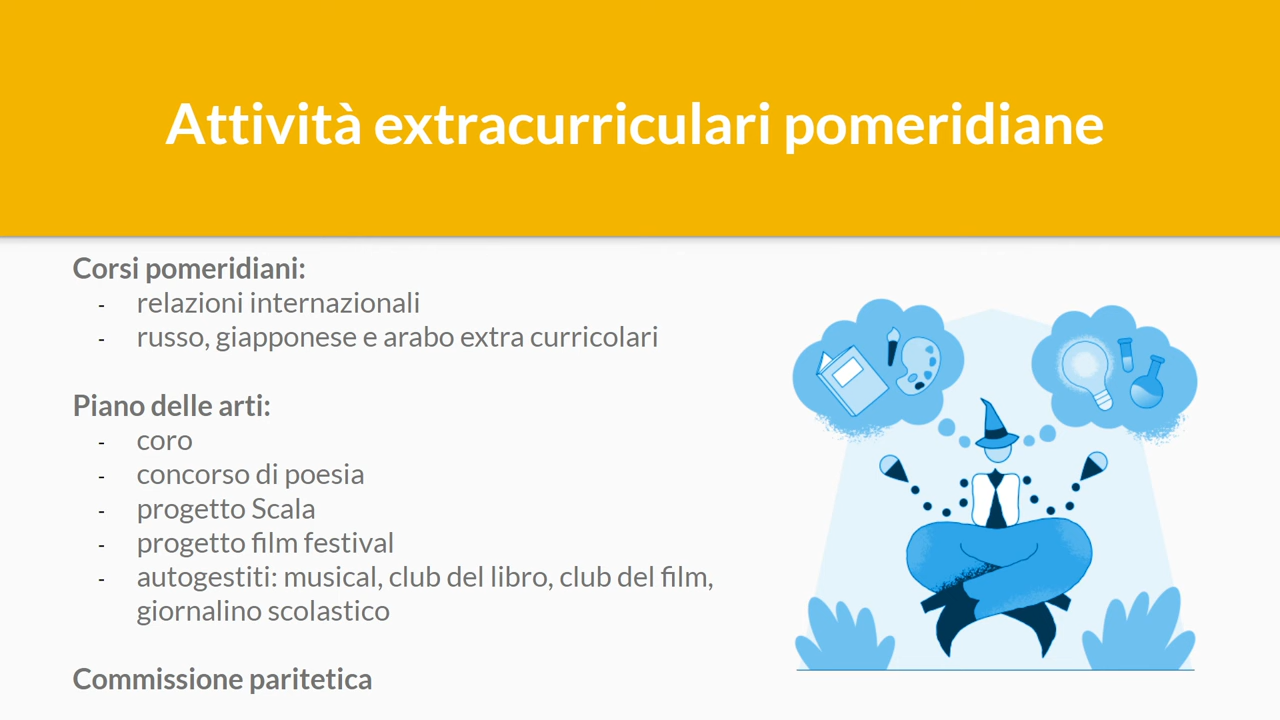 Attività extracurriculari pomeridiane
Corsi pomeridiani:
- relazioni internazionali
- russo, giapponese e arabo extra curricolari
Piano delle arti:
- coro
- concorso di poesia
- progetto Scala
- progetto film festival
- autogestiti: musical, club del libro, club del film,
giornalino scolastico
Commissione paritetica